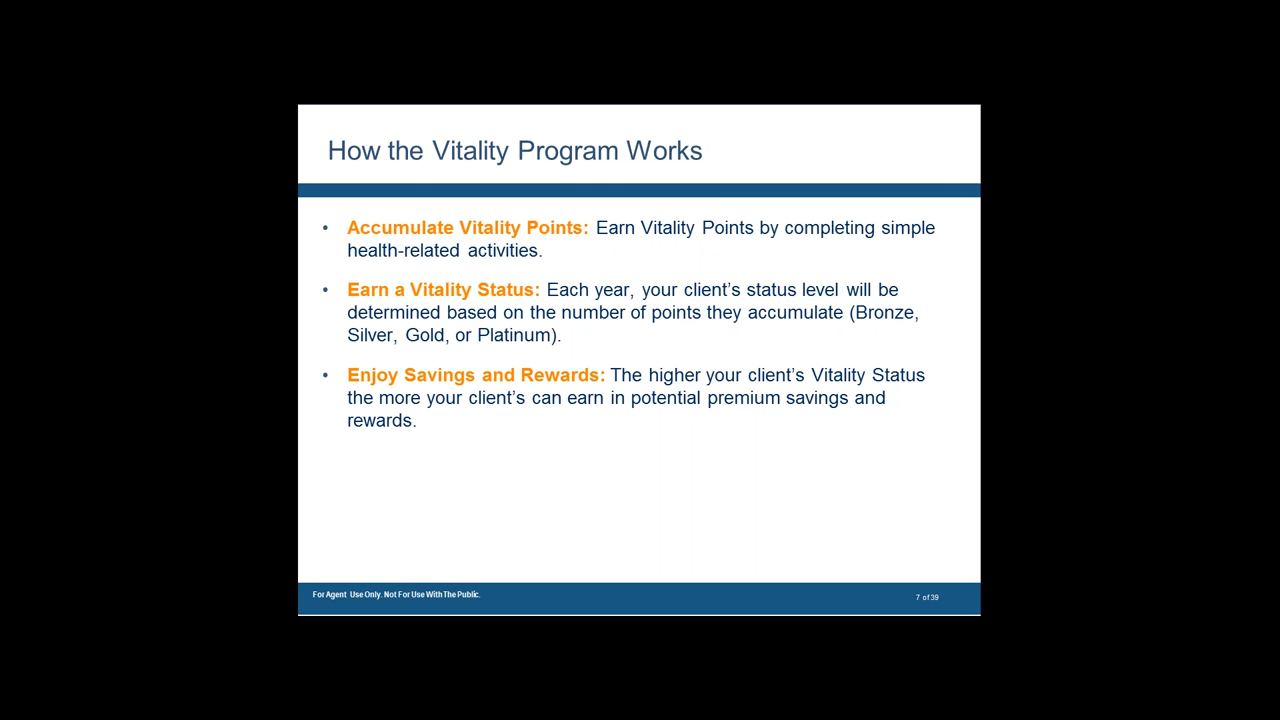 How the Vitality Program Works
• Accumulate Vitality Points: Earn Vitality Points by completing simple
health-related activities.
• Earn a Vitality Status: Each year, your client’s status level will be
determined based on the number of points they accumulate (Bronze,
Silver, Gold, or Platinum).
• Enjoy Savings and Rewards: The higher your client’s Vitality Status
the more your client’s can earn in potential premium savings and
rewards.
For Agent Use Only. Not For Use With The Public.
7 of 39